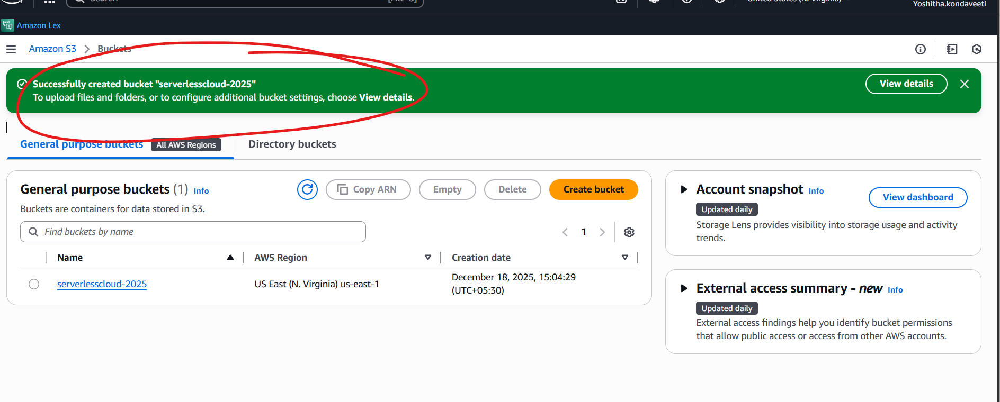 Search [Alt+S] United States (N. Virginia) Yoshitha.kondaveeti
Amazon Lex
Amazon S3 Buckets
Successfully created bucket "serverlesscloud-2025"
To upload files and folders, or to configure additional bucket settings, choose View details.
View details
General purpose buckets All AWS Regions Directory buckets
General purpose buckets (1) Info
Copy ARN Empty Delete Create bucket
Buckets are containers for data stored in S3.
Find buckets by name
1
Name AWS Region Creation date
serverlesscloud-2025 US East (N. Virginia) us-east-1 December 18, 2025, 15:04:29
(UTC+05:30)
Account snapshot Info
View dashboard
Updated daily
Storage Lens provides visibility into storage usage and activity
trends.
External access summary - new Info
Updated daily
External access findings help you identify bucket permissions
that allow public access or access from other AWS accounts.